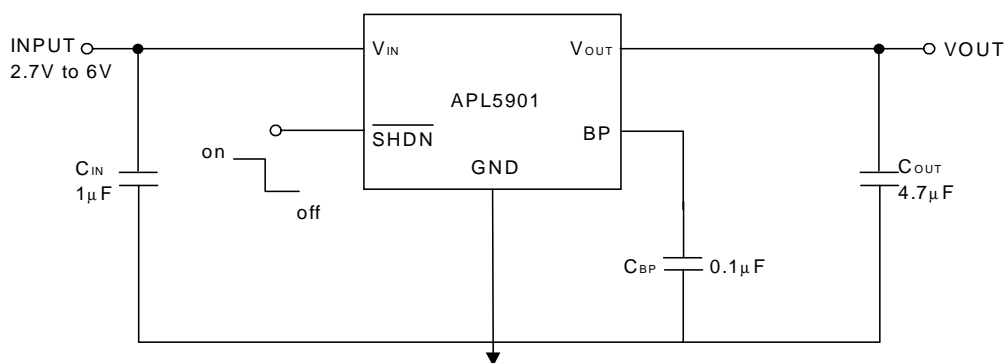 INPUT
2.7V to 6V
VIN
VOUT
VOUT
APL5901
SHDN
BP
GND
on
off
CIN
1μF
COUT
4.7μF
CBP 0.1μF